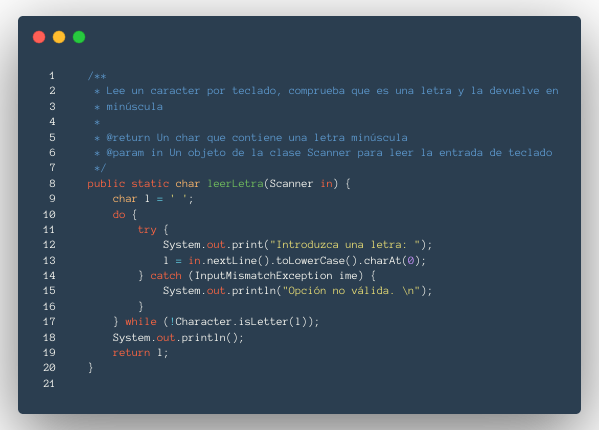 1 /**
2 * Lee un caracter por teclado, comprueba que es una letra y la devuelve en
3 * minúscula
4 *
5 * @return Un char que contiene una letra minúscula
6 * @param in Un objeto de la clase Scanner para leer la entrada de teclado
7 */
8 public static char leerLetra(Scanner in) {
9 char l = ' ';
10 do {
11 try {
12 System.out.print("Introduzca una letra: ");
13 l = in.nextLine().toLowerCase().charAt(0);
14 } catch (InputMismatchException ime) {
15 System.out.println("Opción no válida. \n");
16 }
17 } while (!Character.isLetter(l));
18 System.out.println();
19 return l;
20 }
21